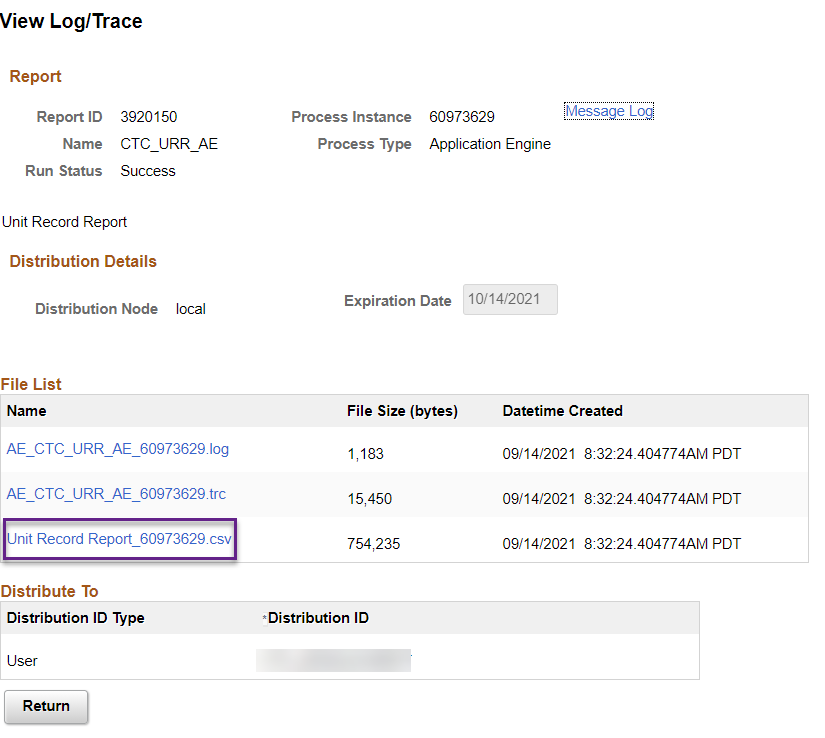 View Log/Trace
Report
Report ID 3920150 Process Instance 60973629 Message Log
Name CTC_URR_AE Process Type Application Engine
Run Status Success
Unit Record Report
Distribution Details
Distribution Node local Expiration Date 10/14/2021
File List
Name File Size (bytes) Datetime Created
AE_CTC_URR_AE_60973629.log 1,183 09/14/2021 8:32:24.404774AM PDT
AE_CTC_URR_AE_60973629.trc 15,450 09/14/2021 8:32:24.404774AM PDT
Unit Record Report_60973629.csv 754,235 09/14/2021 8:32:24.404774AM PDT
Distribute To
Distribution ID Type *Distribution ID
User
Return